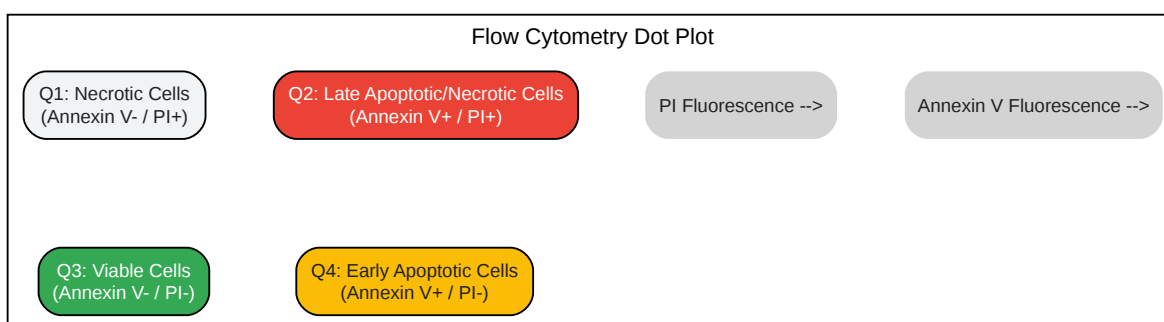 Flow Cytometry Dot Plot
Q1: Necrotic Cells
(Annexin V- / PI+)
Q2: Late Apoptotic/Necrotic Cells
(Annexin V+ / PI+)
PI Fluorescence -->
Annexin V Fluorescence -->
Q3: Viable Cells
(Annexin V- / PI-)
Q4: Early Apoptotic Cells
(Annexin V+ / PI-)